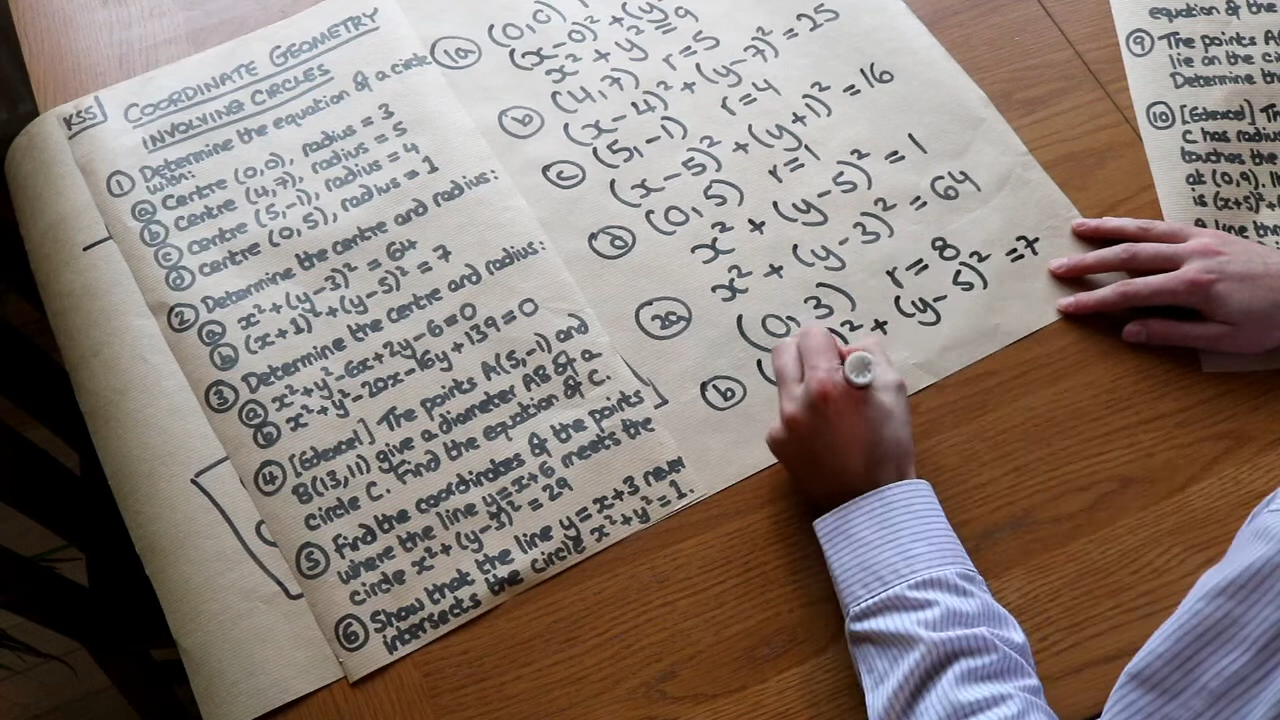 KS5
COORDINATE GEOMETRY
INVOLVING CIRCLES
① Determine the equation of a circle
with:
ⓐ Centre (0,0), radius = 3
ⓑ centre (4,7), radius = 5
ⓒ centre (5,-1), radius = 4
ⓓ centre (0,5), radius = 1
② Determine the centre and radius:
ⓐ x²+(y-3)² = 64
ⓑ (x+1)²+(y-5)² = 7
③ Determine the centre and radius:
ⓐ x²+y²-6x+2y-6=0
ⓑ x²+y²-20x-16y+139=0
④ [Edexcel] The points A(5,-1) and
B(13,11) give a diameter AB of a
circle C. Find the equation of C.
⑤ Find the coordinates of the points
where the line y=x+6 meets the
circle x²+(y-3)² = 29
⑥ Show that the line y=x+3 never
intersects the circle x²+y²=1.
1a (0,0)
(x-0)²+(y
x² + y² = 9
ⓑ (4,7) r=5
(x-4)² + (y-7)² = 25
ⓒ (5,-1) r=4
(x-5)² + (y+1)² = 16
ⓓ (0,5) r=1
x² + (y-5)² = 1
2a x² + (y-3)² = 64
(0,3) r=8
ⓑ ( )² + (y-5)² = 7
equation of the
⑨ The points A
lie on the ci
Determine th
⑩ [Edexcel] Th
C has radiu
touches the
at (0,9). I
is (x+5)²+
line thr